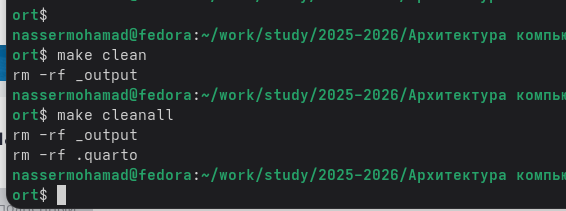 ort$
nassermohamad@fedora:~/work/study/2025-2026/Архитектура компь
ort$ make clean
rm -rf _output
nassermohamad@fedora:~/work/study/2025-2026/Архитектура компь
ort$ make cleanall
rm -rf _output
rm -rf .quarto
nassermohamad@fedora:~/work/study/2025-2026/Архитектура компь
ort$